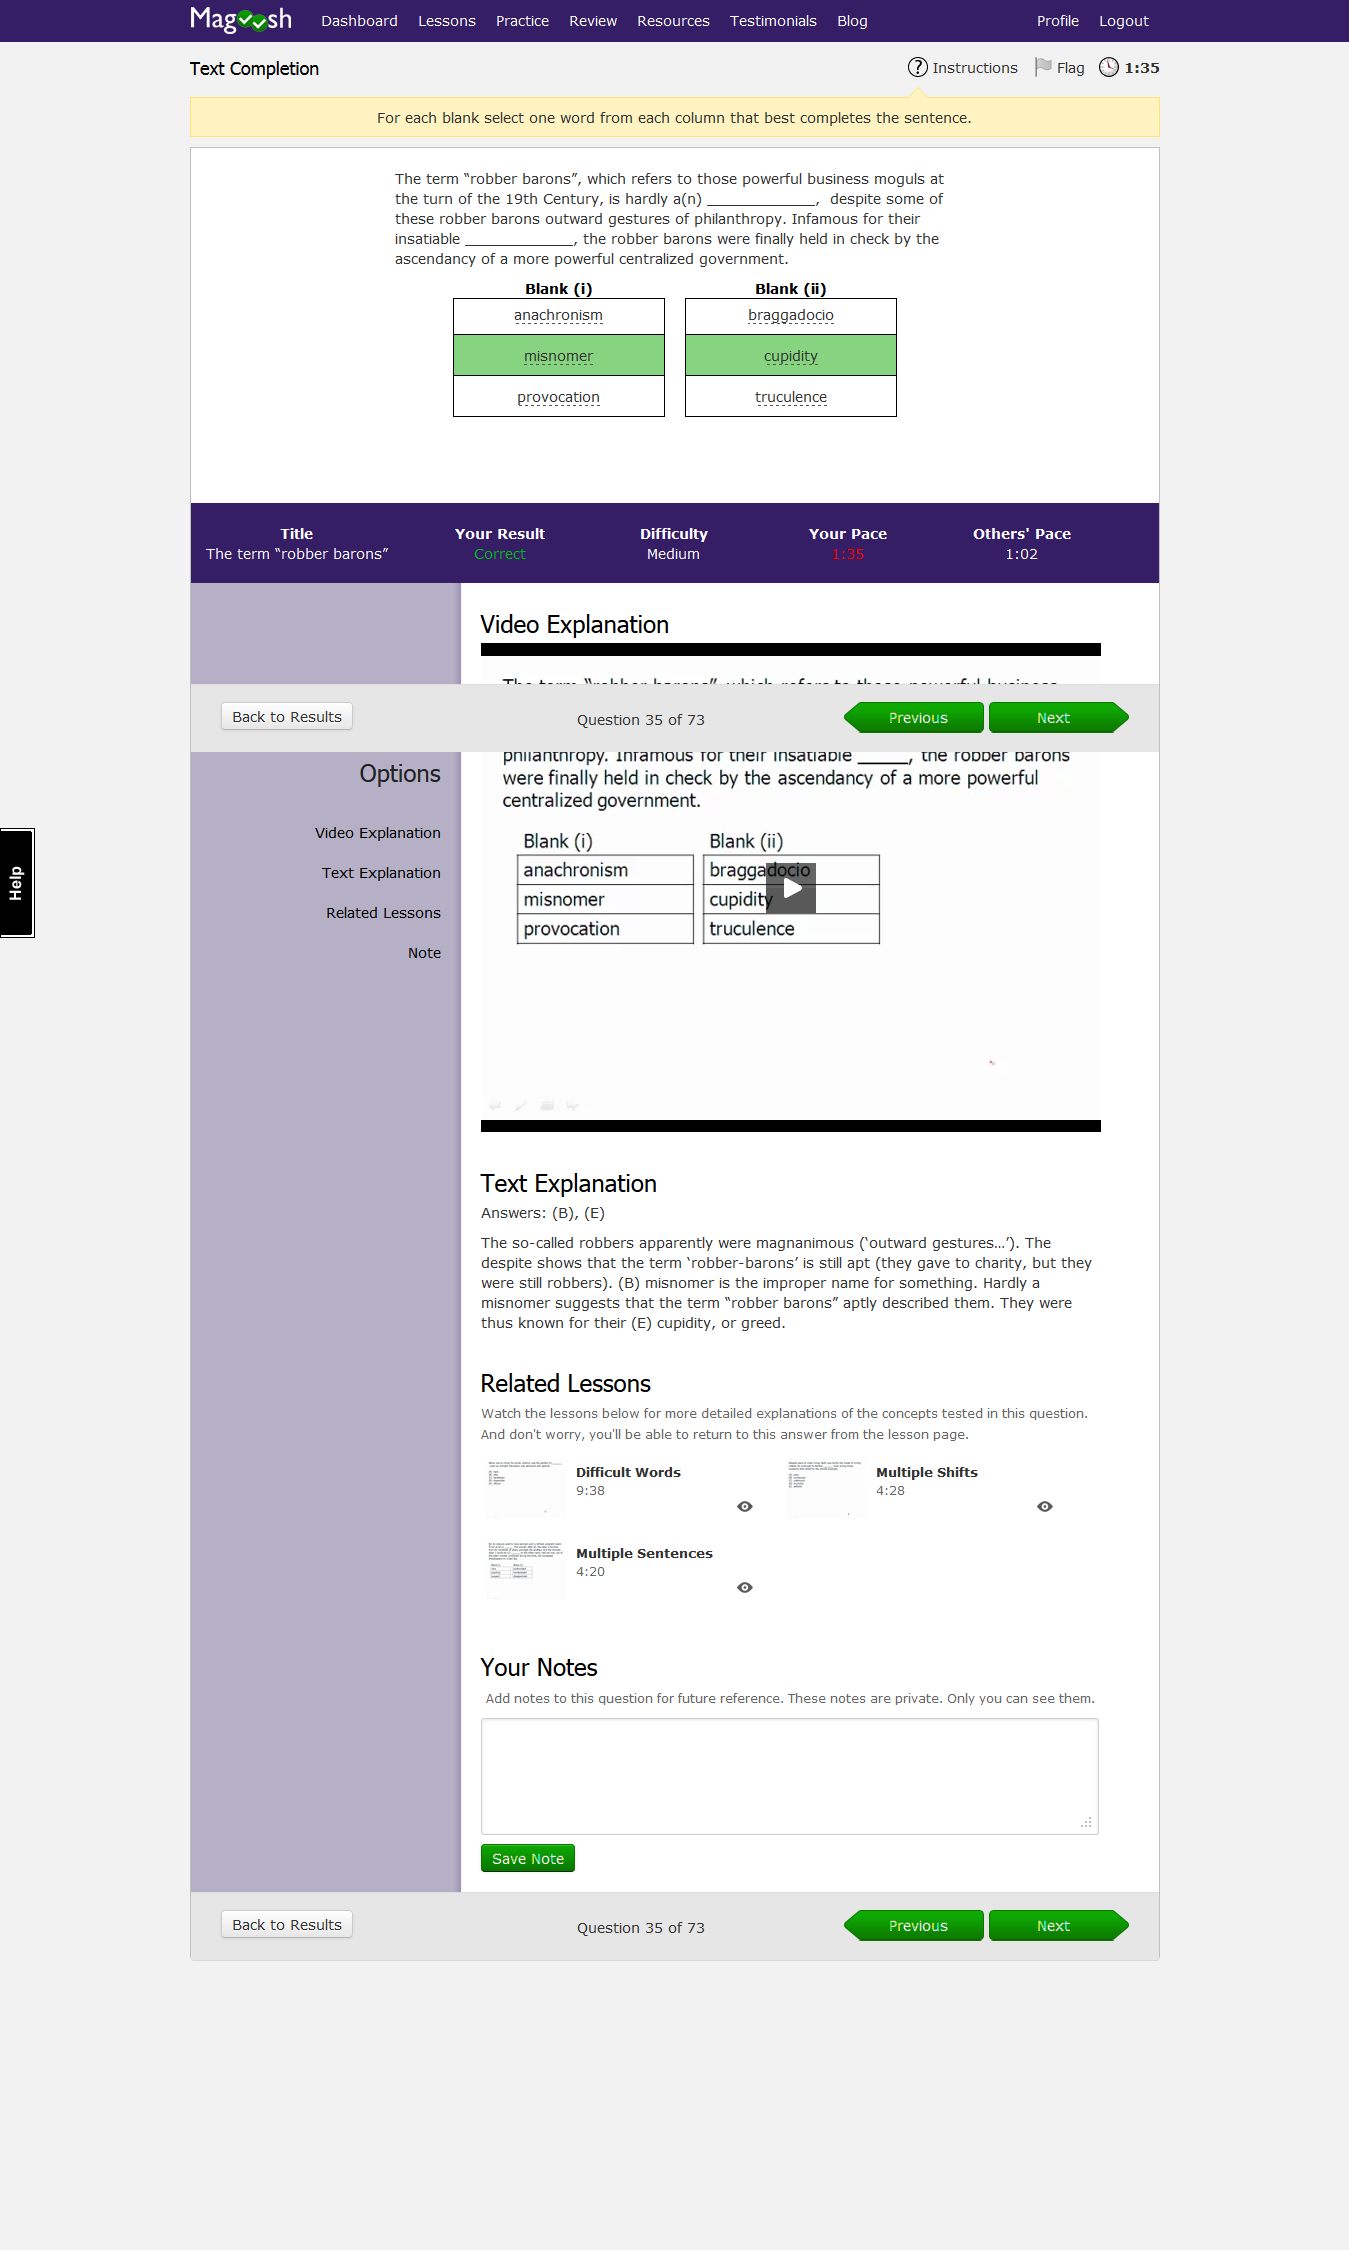 Magoosh Dashboard Lessons Practice Review Resources Testimonials Blog Profile Logout
Text Completion Instructions Flag 1:35
For each blank select one word from each column that best completes the sentence.
The term “robber barons”, which refers to those powerful business moguls at
the turn of the 19th Century, is hardly a(n) _____________, despite some of
these robber barons outward gestures of philanthropy. Infamous for their
insatiable _____________, the robber barons were finally held in check by the
ascendancy of a more powerful centralized government.
Blank (i) Blank (ii)
anachronism braggadocio
misnomer cupidity
provocation truculence
Title Your Result Difficulty Your Pace Others' Pace
The term “robber barons” Correct Medium 1:35 1:02
Video Explanation
The term “robber barons”, which refers to those powerful business
Back to Results Question 35 of 73 Previous Next
philanthropy. Infamous for their insatiable _____, the robber barons
were finally held in check by the ascendancy of a more powerful
centralized government.
Options
Video Explanation
Text Explanation
Related Lessons
Note
Help
Blank (i) Blank (ii)
anachronism braggadocio
misnomer cupidity
provocation truculence
Text Explanation
Answers: (B), (E)
The so-called robbers apparently were magnanimous (‘outward gestures…’). The
despite shows that the term ‘robber-barons’ is still apt (they gave to charity, but they
were still robbers). (B) misnomer is the improper name for something. Hardly a
misnomer suggests that the term “robber barons” aptly described them. They were
thus known for their (E) cupidity, or greed.
Related Lessons
Watch the lessons below for more detailed explanations of the concepts tested in this question.
And don't worry, you'll be able to return to this answer from the lesson page.
Difficult Words Multiple Shifts
9:38 4:28
Multiple Sentences
4:20
Your Notes
Add notes to this question for future reference. These notes are private. Only you can see them.
Save Note
Back to Results Question 35 of 73 Previous Next